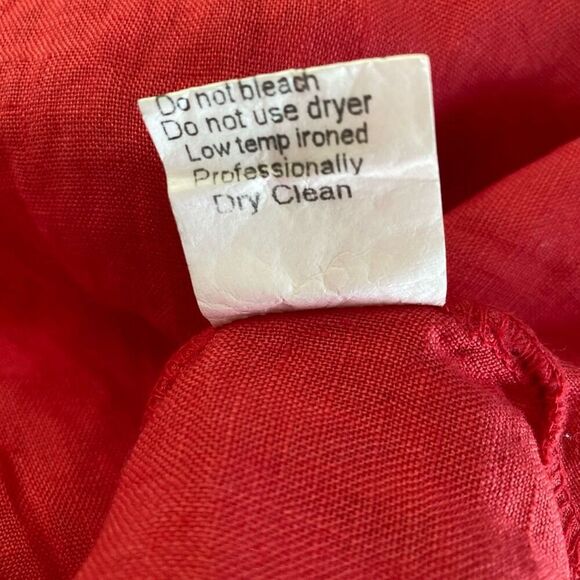 Do not bleach
Do not use dryer
Low temp ironed
Professionally
Dry Clean